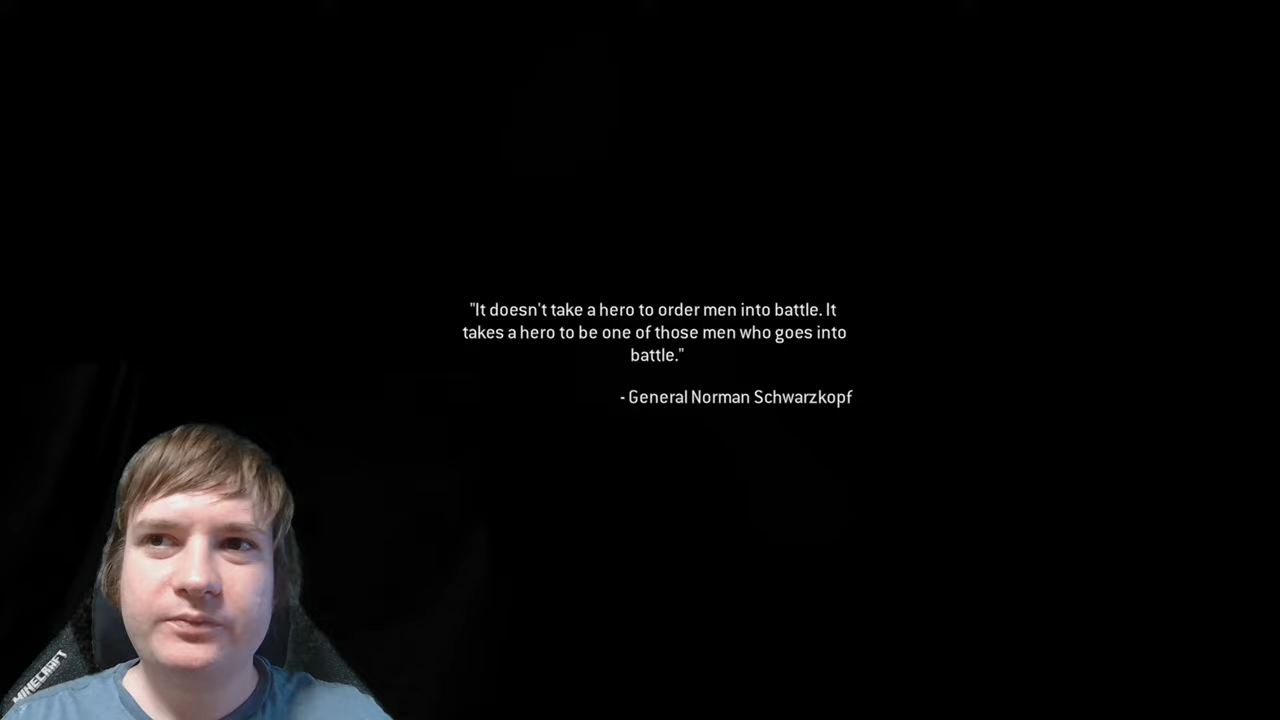 "It doesn't take a hero to order men into battle. It
takes a hero to be one of those men who goes into
battle."
- General Norman Schwarzkopf
MINECRAFT